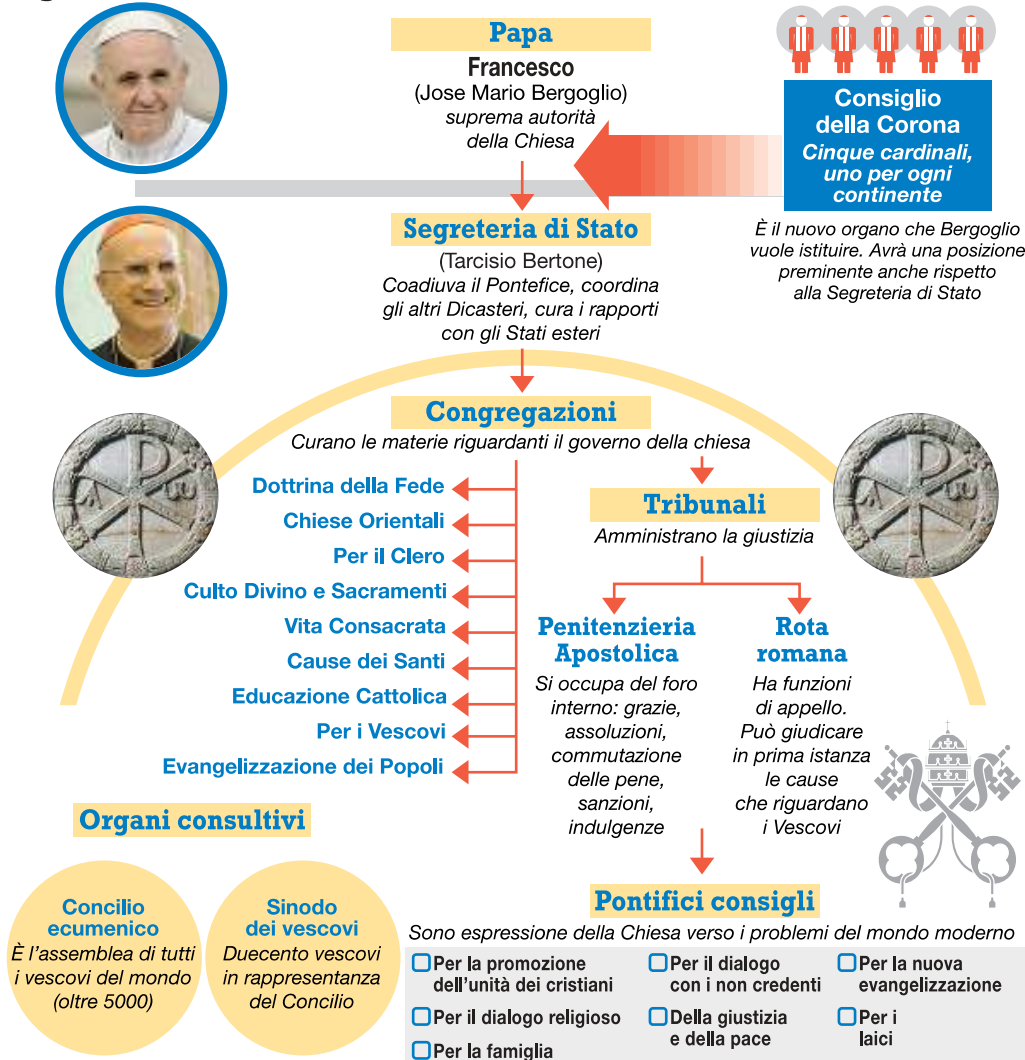 Papa
Francesco
(Jose Mario Bergoglio)
suprema autorità
della Chiesa
Consiglio
della Corona
Cinque cardinali,
uno per ogni
continente
È il nuovo organo che Bergoglio
vuole istituire. Avrà una posizione
preminente anche rispetto
alla Segreteria di Stato
Segreteria di Stato
(Tarcisio Bertone)
Coadiuva il Pontefice, coordina
gli altri Dicasteri, cura i rapporti
con gli Stati esteri
Congregazioni
Curano le materie riguardanti il governo della chiesa
Dottrina della Fede
Chiese Orientali
Per il Clero
Culto Divino e Sacramenti
Vita Consacrata
Cause dei Santi
Educazione Cattolica
Per i Vescovi
Evangelizzazione dei Popoli
Tribunali
Amministrano la giustizia
Penitenzieria
Apostolica
Si occupa del foro
interno: grazie,
assoluzioni,
commutazione
delle pene,
sanzioni,
indulgenze
Rota
romana
Ha funzioni
di appello.
Può giudicare
in prima istanza
le cause
che riguardano
i Vescovi
Organi consultivi
Concilio
ecumenico
È l'assemblea di tutti
i vescovi del mondo
(oltre 5000)
Sinodo
dei vescovi
Duecento vescovi
in rappresentanza
del Concilio
Pontifici consigli
Sono espressione della Chiesa verso i problemi del mondo moderno
Per la promozione
dell'unità dei cristiani
Per il dialogo religioso
Per la famiglia
Per il dialogo
con i non credenti
Della giustizia
e della pace
Per la nuova
evangelizzazione
Per i
laici